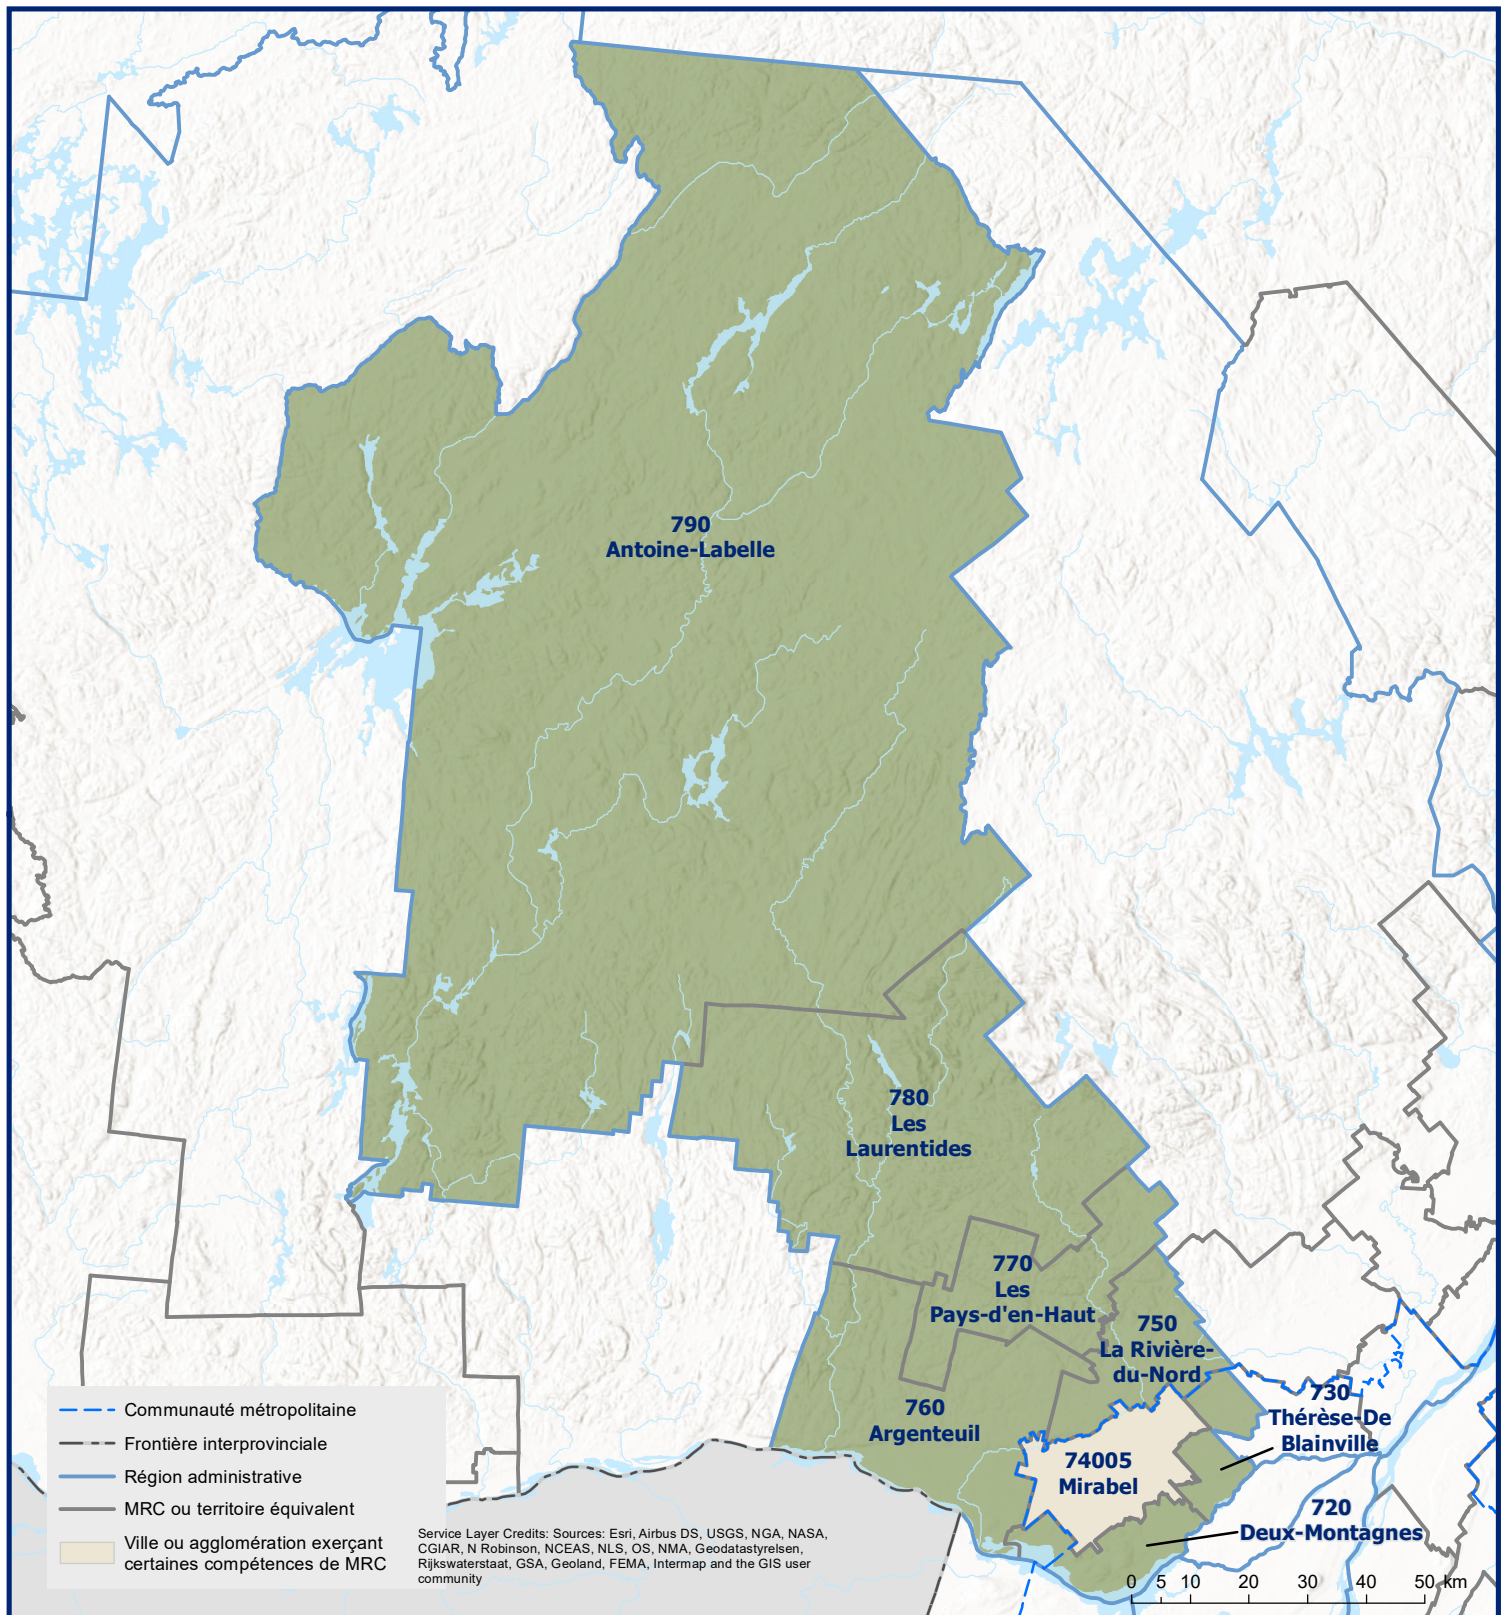 790
Antoine-Labelle
780
Les
Laurentides
770
Les
Pays-d'en-Haut
750
La Rivière-
du-Nord
730
Thérèse-De
Blainville
760
Argenteuil
74005
Mirabel
720
Deux-Montagnes
Communauté métropolitaine
Frontière interprovinciale
Région administrative
MRC ou territoire équivalent
Ville ou agglomération exerçant
certaines compétences de MRC
Service Layer Credits: Sources: Esri, Airbus DS, USGS, NGA, NASA,
CGIAR, N Robinson, NCEAS, NLS, OS, NMA, Geodatastyrelsen,
Rijkswaterstaat, GSA, Geoland, FEMA, Intermap and the GIS user
community
0 5 10 20 30 40 50 km